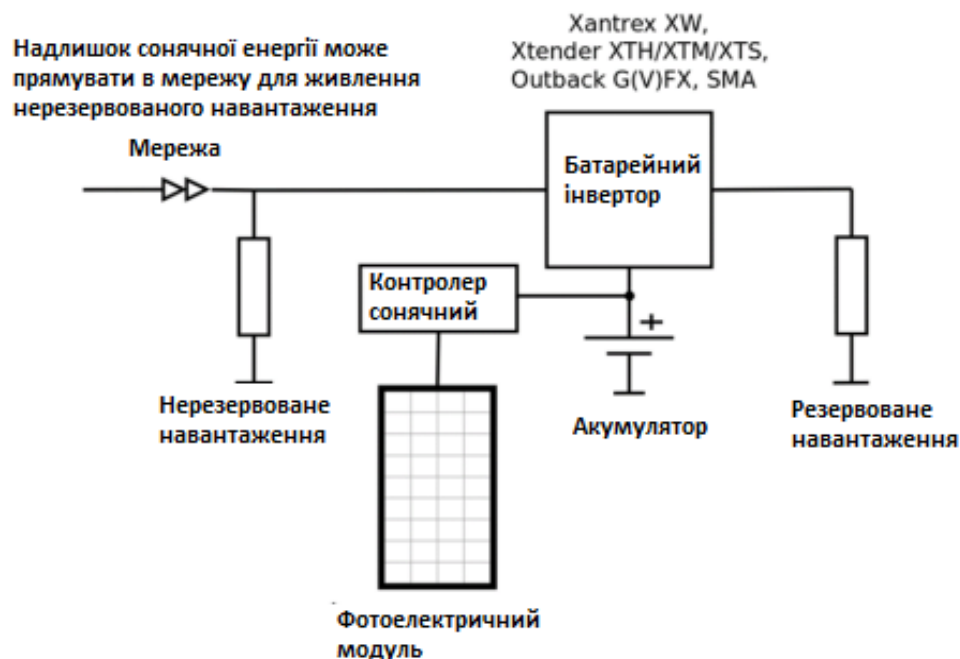 Xantrex XW,
Xtender XTH/XTM/XTS,
Outback G(V)FX, SMA
Надлишок сонячної енергії може
прямувати в мережу для живлення
нерезервованого навантаження
Мережа
Батарейний
інвертор
Контролер
сонячний
+
Нерезервоване
навантаження
Акумулятор
Резервоване
навантаження
Фотоелектричний
модуль